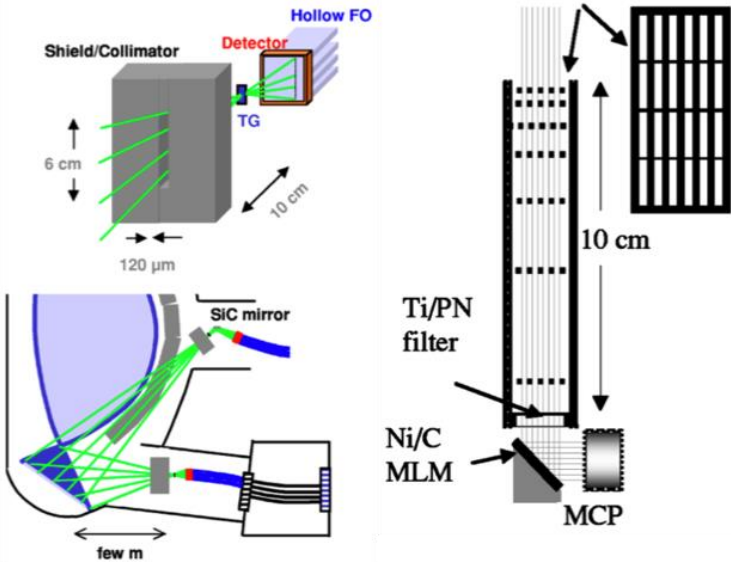 Hollow FO
Detector
Shield/Collimator
TG
6 cm
10 cm
120 µm
SiC mirror
few m
10 cm
Ti/PN
filter
Ni/C
MLM
MCP